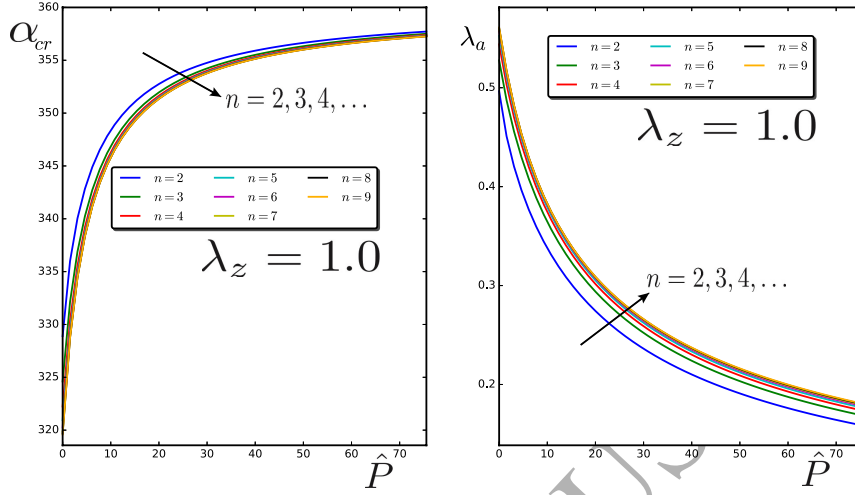 α_cr
360
355
350
345
340
335
330
325
320
0 10 20 30 40 50 60 70
P̂
n = 2, 3, 4, ...
n = 2 n = 5 n = 8
n = 3 n = 6 n = 9
n = 4 n = 7
λ_z = 1.0
λ_a
0.5
0.4
0.3
0.2
0 10 20 30 40 50 60 70
P̂
n = 2 n = 5 n = 8
n = 3 n = 6 n = 9
n = 4 n = 7
λ_z = 1.0
n = 2, 3, 4, ...